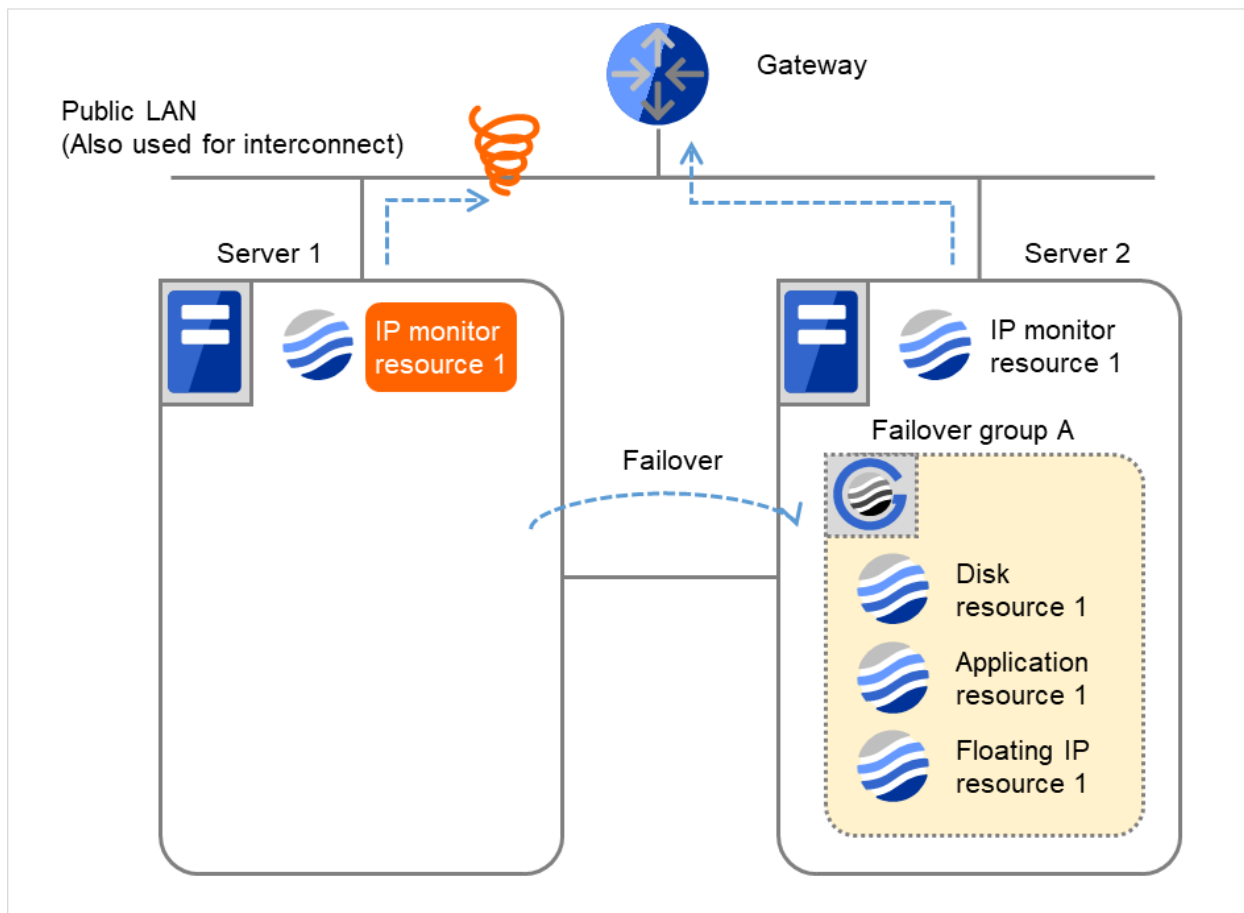 Gateway
Public LAN
(Also used for interconnect)
Server 1
Server 2
IP monitor
resource 1
IP monitor
resource 1
Failover group A
Failover
Disk
resource 1
Application
resource 1
Floating IP
resource 1